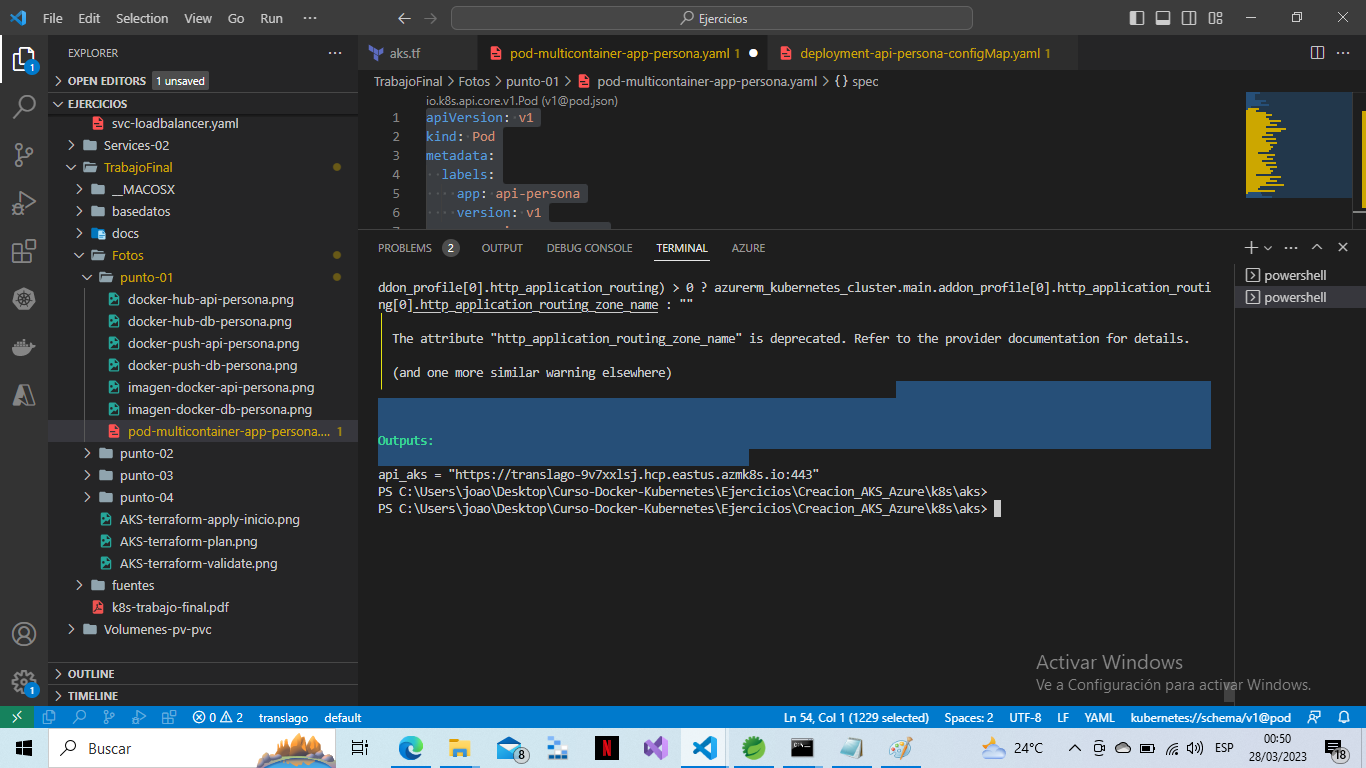 File Edit Selection View Go Run ···
Ejercicios
EXPLORER
OPEN EDITORS 1 unsaved
EJERCICIOS
svc-loadbalancer.yaml
Services-02
TrabajoFinal
__MACOSX
basedatos
docs
Fotos
punto-01
docker-hub-api-persona.png
docker-hub-db-persona.png
docker-push-api-persona.png
docker-push-db-persona.png
imagen-docker-api-persona.png
imagen-docker-db-persona.png
pod-multicontainer-app-persona.... 1
punto-02
punto-03
punto-04
AKS-terraform-apply-inicio.png
AKS-terraform-plan.png
AKS-terraform-validate.png
fuentes
k8s-trabajo-final.pdf
Volumenes-pv-pvc
OUTLINE
TIMELINE
1
1
aks.tf
pod-multicontainer-app-persona.yaml 1
deployment-api-persona-configMap.yaml 1
TrabajoFinal > Fotos > punto-01 > pod-multicontainer-app-persona.yaml > {} spec
io.k8s.api.core.v1.Pod (v1@pod.json)
1 apiVersion: v1
2 kind: Pod
3 metadata:
4 labels:
5 app: api-persona
6 version: v1
PROBLEMS 2 OUTPUT DEBUG CONSOLE TERMINAL AZURE
powershell
powershell
ddon_profile[0].http_application_routing) > 0 ? azurerm_kubernetes_cluster.main.addon_profile[0].http_application_routi
ng[0].http_application_routing_zone_name : ""
The attribute "http_application_routing_zone_name" is deprecated. Refer to the provider documentation for details.
(and one more similar warning elsewhere)
Outputs:
api_aks = "https://translago-9v7xxlsj.hcp.eastus.azmk8s.io:443"
PS C:\Users\joao\Desktop\Curso-Docker-Kubernetes\Ejercicios\Creacion_AKS_Azure\k8s\aks>
PS C:\Users\joao\Desktop\Curso-Docker-Kubernetes\Ejercicios\Creacion_AKS_Azure\k8s\aks>
Activar Windows
Ve a Configuración para activar Windows.
0 2 translago default
Ln 54, Col 1 (1229 selected) Spaces: 2 UTF-8 LF YAML kubernetes://schema/v1@pod
Buscar
8
N
24°C
ESP
00:50
28/03/2023
18